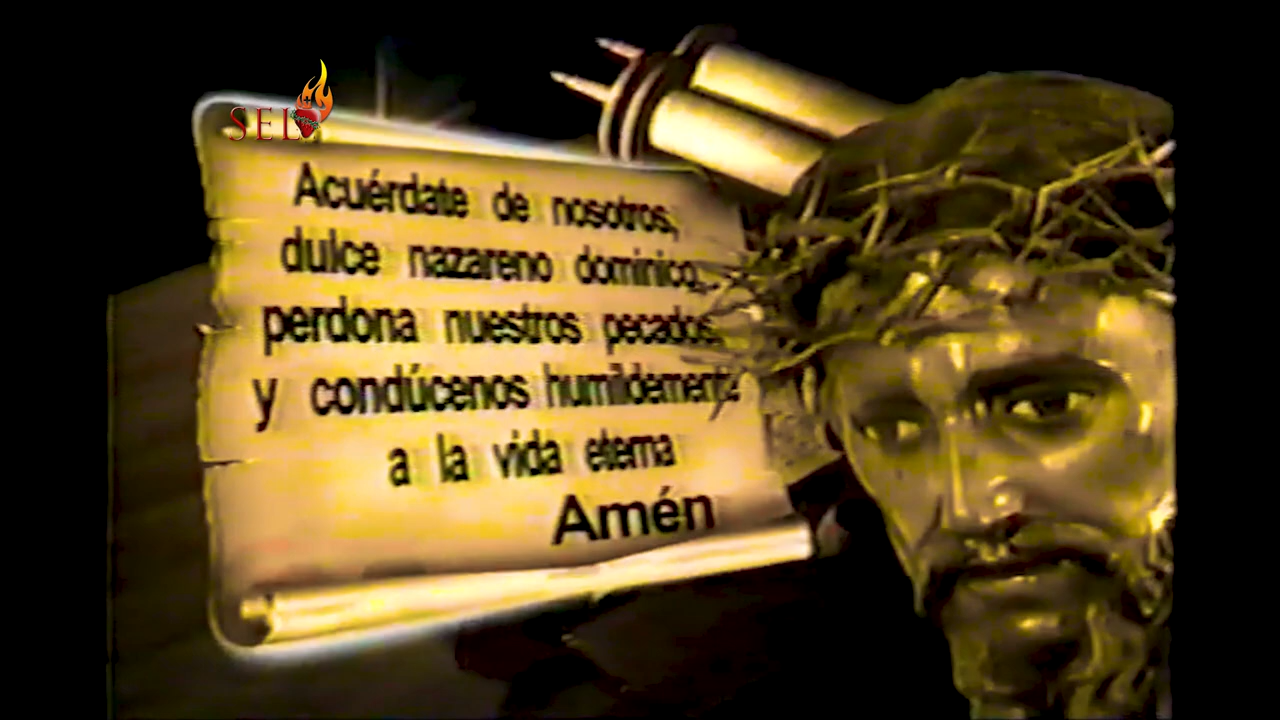 SEL
Acuérdate de nosotros,
dulce nazareno dominico,
perdona nuestros pecados,
y condúcenos humildemente
a la vida eterna
Amén